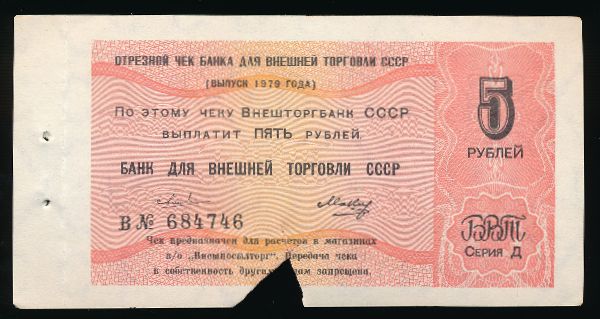 ОТРЕЗНОЙ ЧЕК БАНКА ДЛЯ ВНЕШНЕЙ ТОРГОВЛИ СССР
(ВЫПУСК 1979 ГОДА)
ПО ЭТОМУ ЧЕКУ ВНЕШТОРГБАНК СССР
ВЫПЛАТИТ ПЯТЬ РУБЛЕЙ
БАНК ДЛЯ ВНЕШНЕЙ ТОРГОВЛИ СССР
В № 684746
Чек предназначен для расчетов в магазинах
в/о „Внешпосылторг". Передача чека
в собственность другим запрещена.
5
РУБЛЕЙ
ВВТ
СЕРИЯ Д